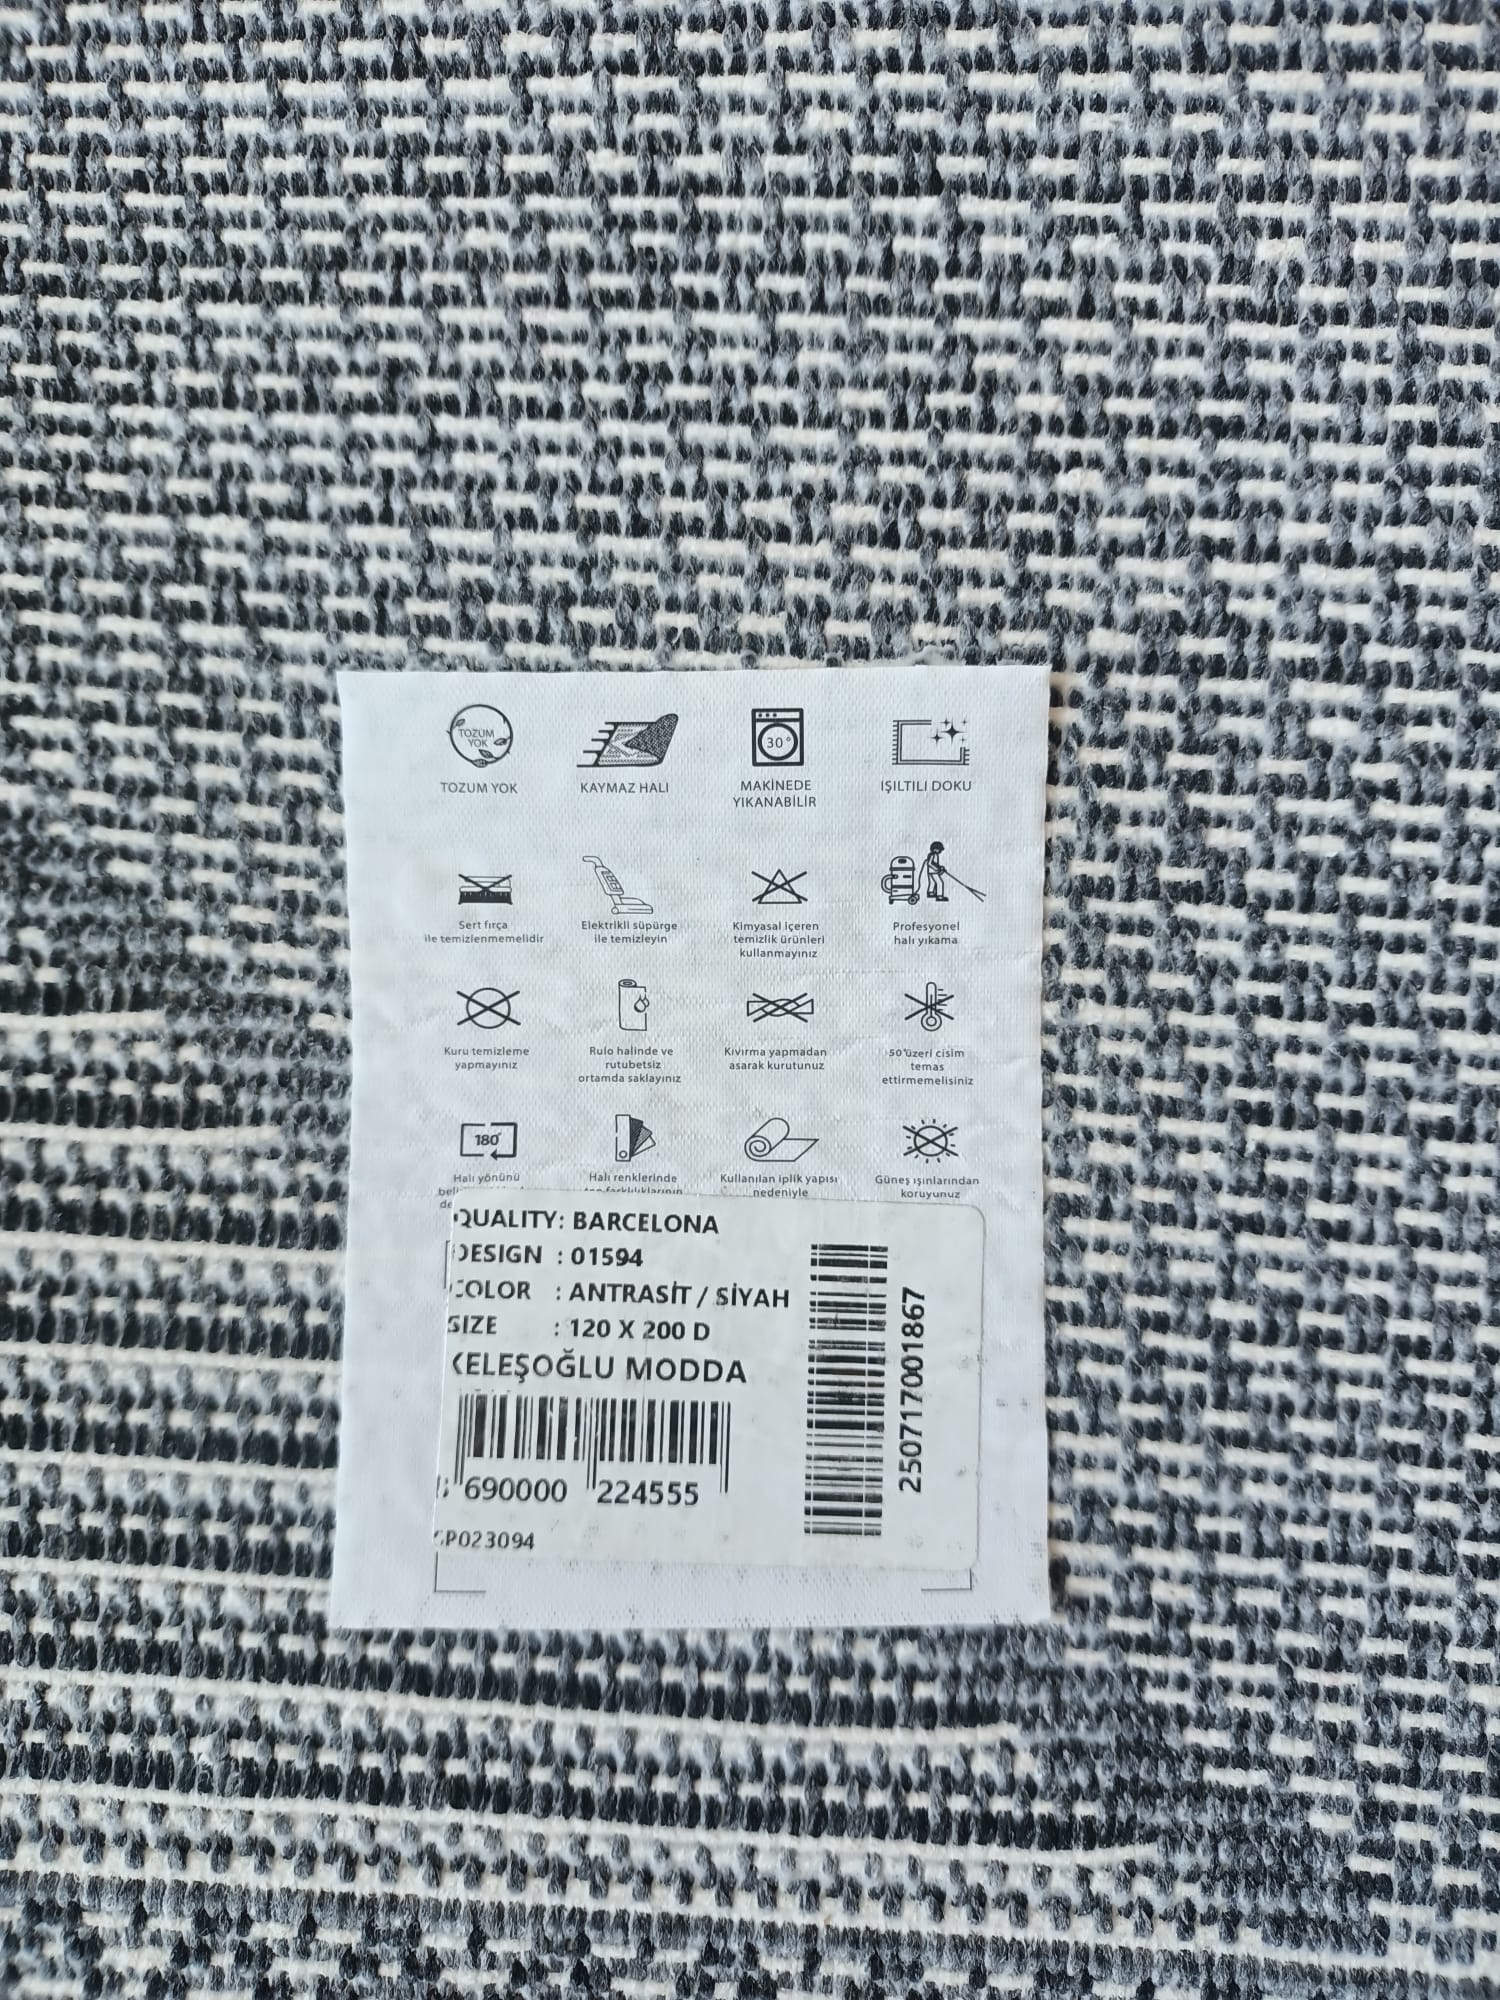 TOZUM
YOK
TOZUM YOK
KAYMAZ HALI
30°
MAKİNEDE
YIKANABİLİR
IŞILTILI DOKU
Sert fırça
ile temizlenmemelidir
Elektrikli süpürge
ile temizleyin
Kimyasal içeren
temizlik ürünleri
kullanmayınız
Profesyonel
halı yıkama
Kuru temizleme
yapmayınız
Rulo halinde ve
rutubetsiz
ortamda saklayınız
Kıvırma yapmadan
asarak kurutunuz
50°üzeri cisim
temas
ettirmemelisiniz
180°
Halı yönünü
Halı renklerinde
Kullanılan iplik yapısı
nedeniyle
Güneş ışınlarından
koruyunuz
QUALITY: BARCELONA
DESIGN : 01594
COLOR : ANTRASİT / SİYAH
SIZE : 120 X 200 D
KELEŞOĞLU MODDA
690000 224555
P023094
250717001867